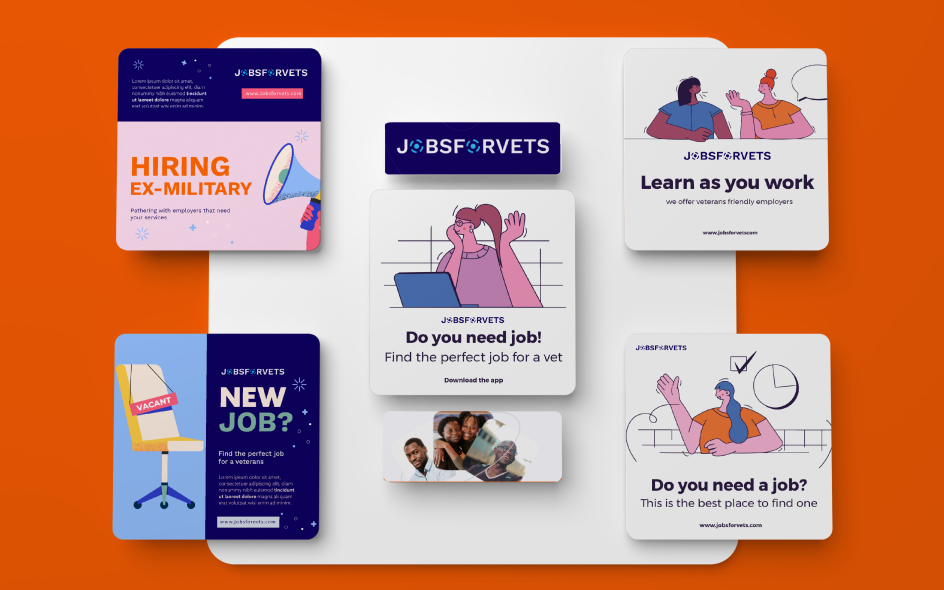 Lorem ipsum dolor sit amet,
consectetuer adipiscing elit, diam
nonummy nibh euismod tincidunt
ut laoreet dolore magna aliquam
erat volutpat wisi enim ad minim.
JOBSFORVETS
www.jobsforvets.com
HIRING
EX-MILITARY
Pathering with employers that need
your services
JOBSFORVETS
JOBSFORVETS
Do you need job!
Find the perfect job for a vet
Download the app
JOBSFORVETS
Learn as you work
we offer veterans friendly employers
www.jobsforvetscom
VACANT
JOBSFORVETS
NEW
JOB?
Find the perfect job
for a veterans
Lorem ipsum dolor sit amet,
consectetuer adipiscing elit, diam
nonummy nibh euismod tincidunt
ut laoreet dolore magna ali quam
erat volutpat wisi enim ad minim.
www.jobsforvets.com
JOBSFORVETS
Do you need a job?
This is the best place to find one
www.jobsforvets.com